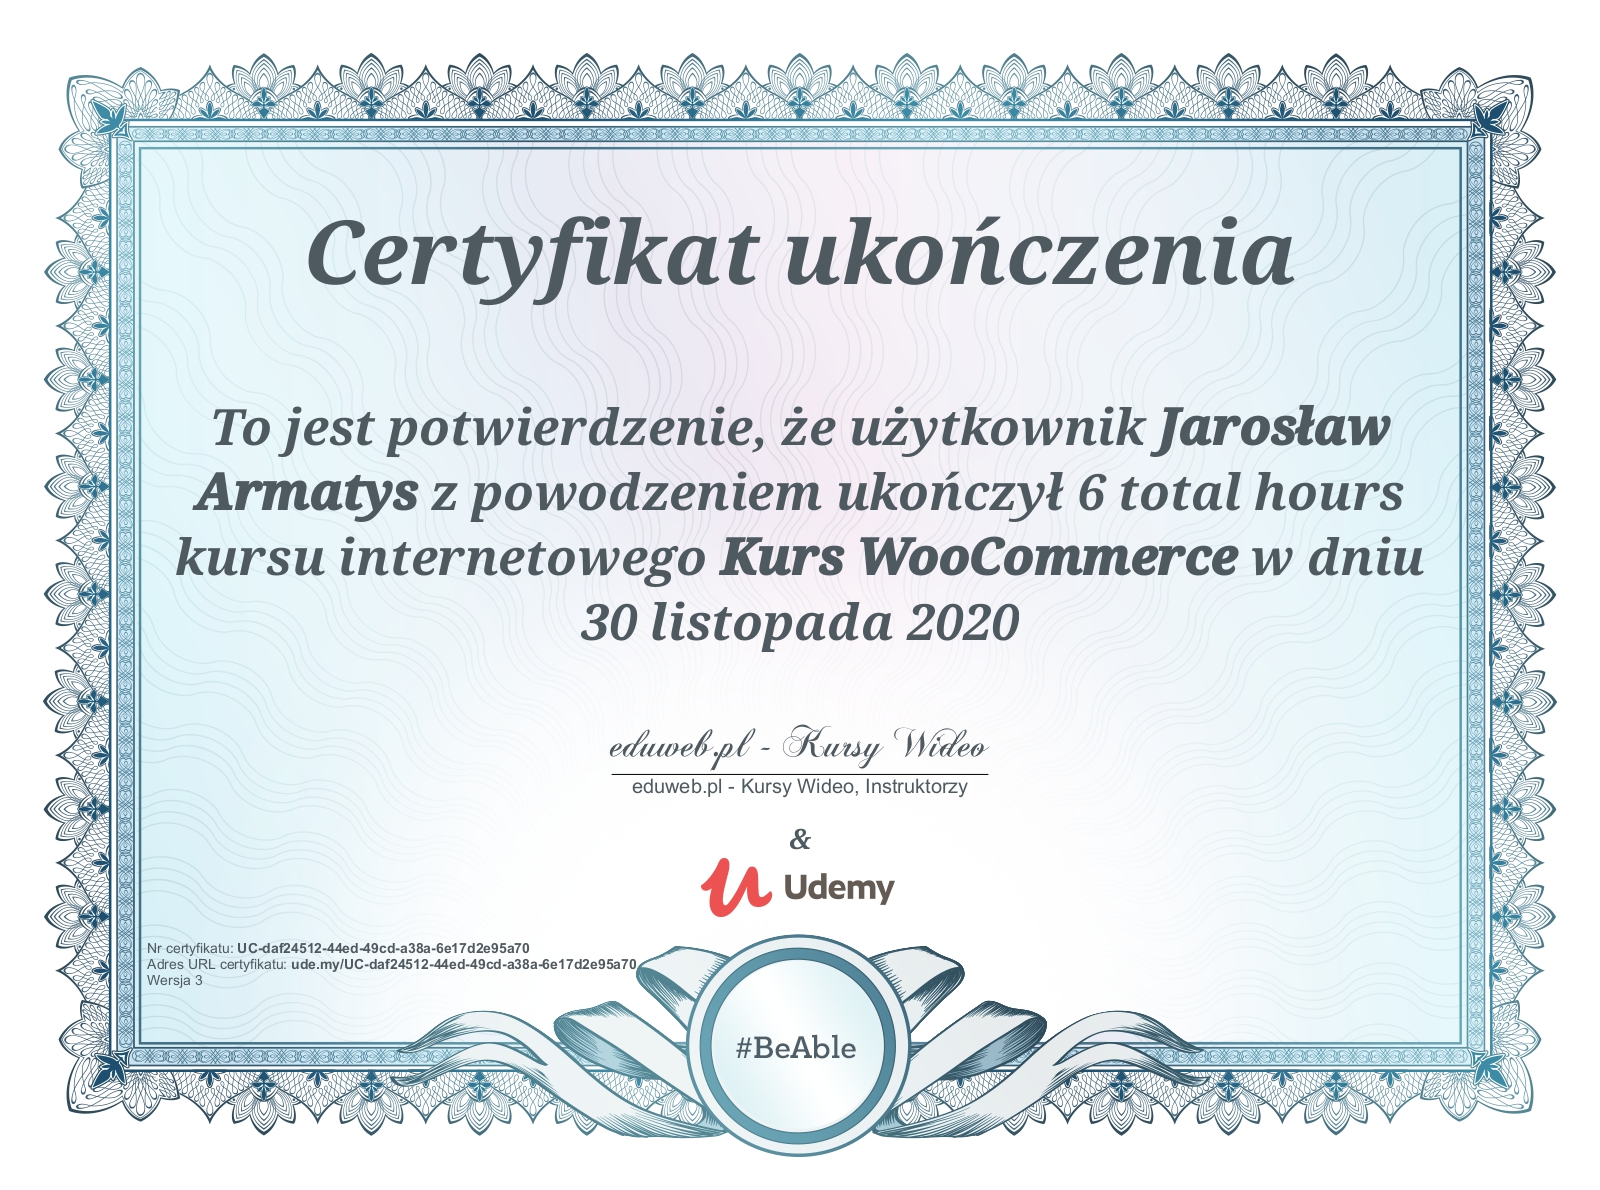 Certyfikat ukończenia
To jest potwierdzenie, że użytkownik Jarosław
Armatys z powodzeniem ukończył 6 total hours
kursu internetowego Kurs WooCommerce w dniu
30 listopada 2020
eduweb.pl - Kursy Wideo
eduweb.pl - Kursy Wideo, Instruktorzy
&
Udemy
Nr certyfikatu: UC-daf24512-44ed-49cd-a38a-6e17d2e95a70
Adres URL certyfikatu: ude.my/UC-daf24512-44ed-49cd-a38a-6e17d2e95a70
Wersja 3
#BeAble